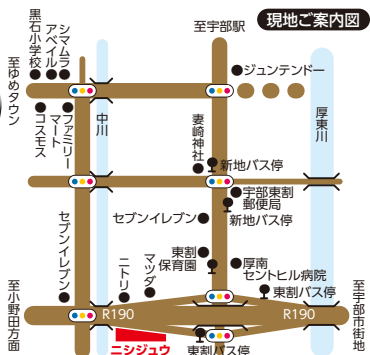 現地ご案内図
至宇部駅
黒石小学校
アベイル
シマムラ
ジュンテンドー
至ゆめタウン
コスモス
ファミリー
マート
中川
厚東川
妻崎神社
新地バス停
宇部東割
郵便局
新地バス停
セブンイレブン
セブンイレブン
東割
保育園
厚南
セントヒル病院
ニトリ
マツダ
東割バス停
至小野田方面
R190
R190
至宇部市街地
ニシジュウ
東割バス停